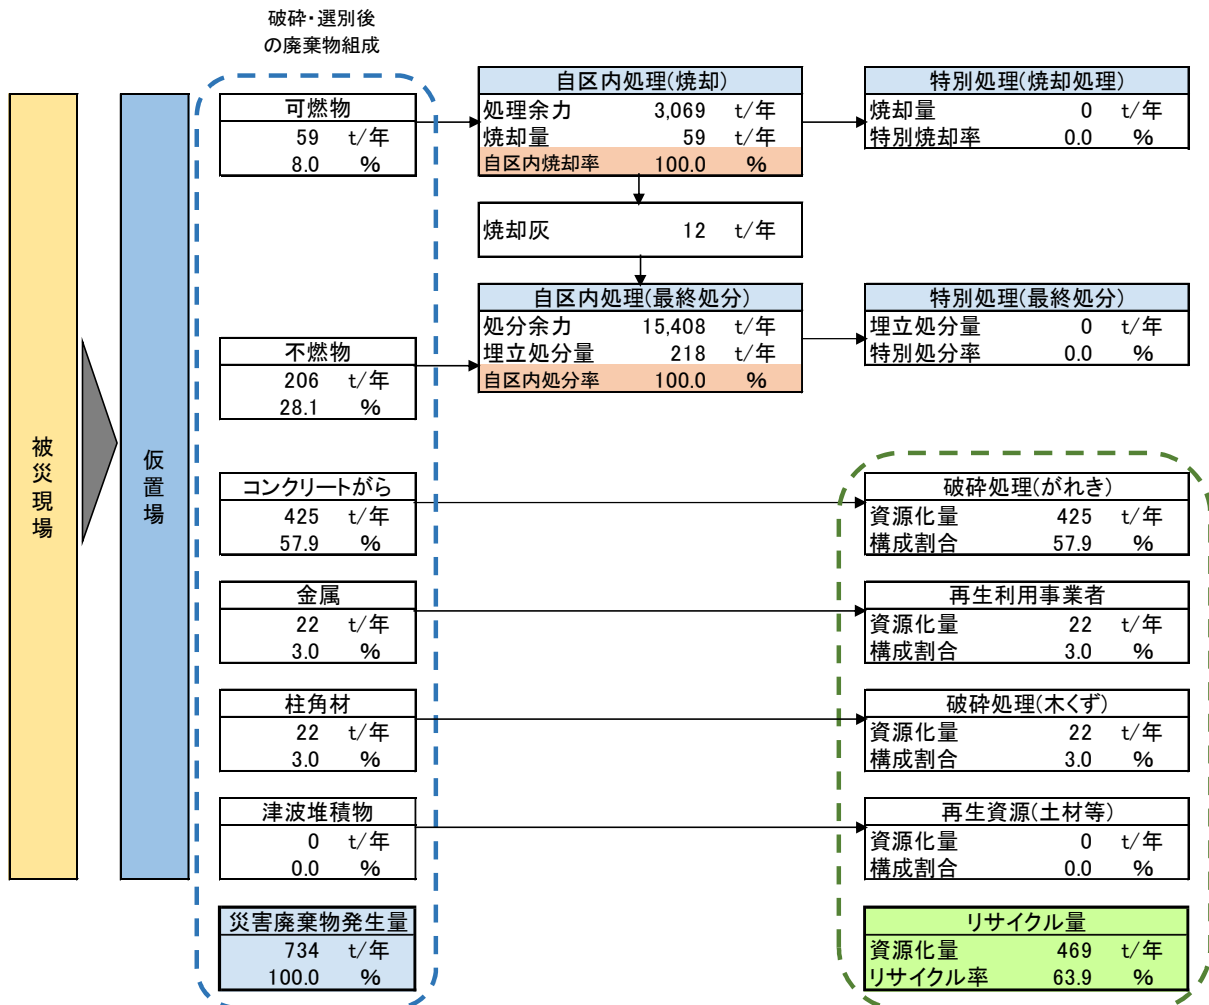 破砕・選別後
の廃棄物組成
被災現場
仮置場
可燃物
59 t/年
8.0 %
自区内処理(焼却)
処理余力 3,069 t/年
焼却量 59 t/年
自区内焼却率 100.0 %
特別処理(焼却処理)
焼却量 0 t/年
特別焼却率 0.0 %
焼却灰 12 t/年
不燃物
206 t/年
28.1 %
自区内処理(最終処分)
処分余力 15,408 t/年
埋立処分量 218 t/年
自区内処分率 100.0 %
特別処理(最終処分)
埋立処分量 0 t/年
特別処分率 0.0 %
コンクリートがら
425 t/年
57.9 %
破砕処理(がれき)
資源化量 425 t/年
構成割合 57.9 %
金属
22 t/年
3.0 %
再生利用事業者
資源化量 22 t/年
構成割合 3.0 %
柱角材
22 t/年
3.0 %
破砕処理(木くず)
資源化量 22 t/年
構成割合 3.0 %
津波堆積物
0 t/年
0.0 %
再生資源(土材等)
資源化量 0 t/年
構成割合 0.0 %
災害廃棄物発生量
734 t/年
100.0 %
リサイクル量
資源化量 469 t/年
リサイクル率 63.9 %